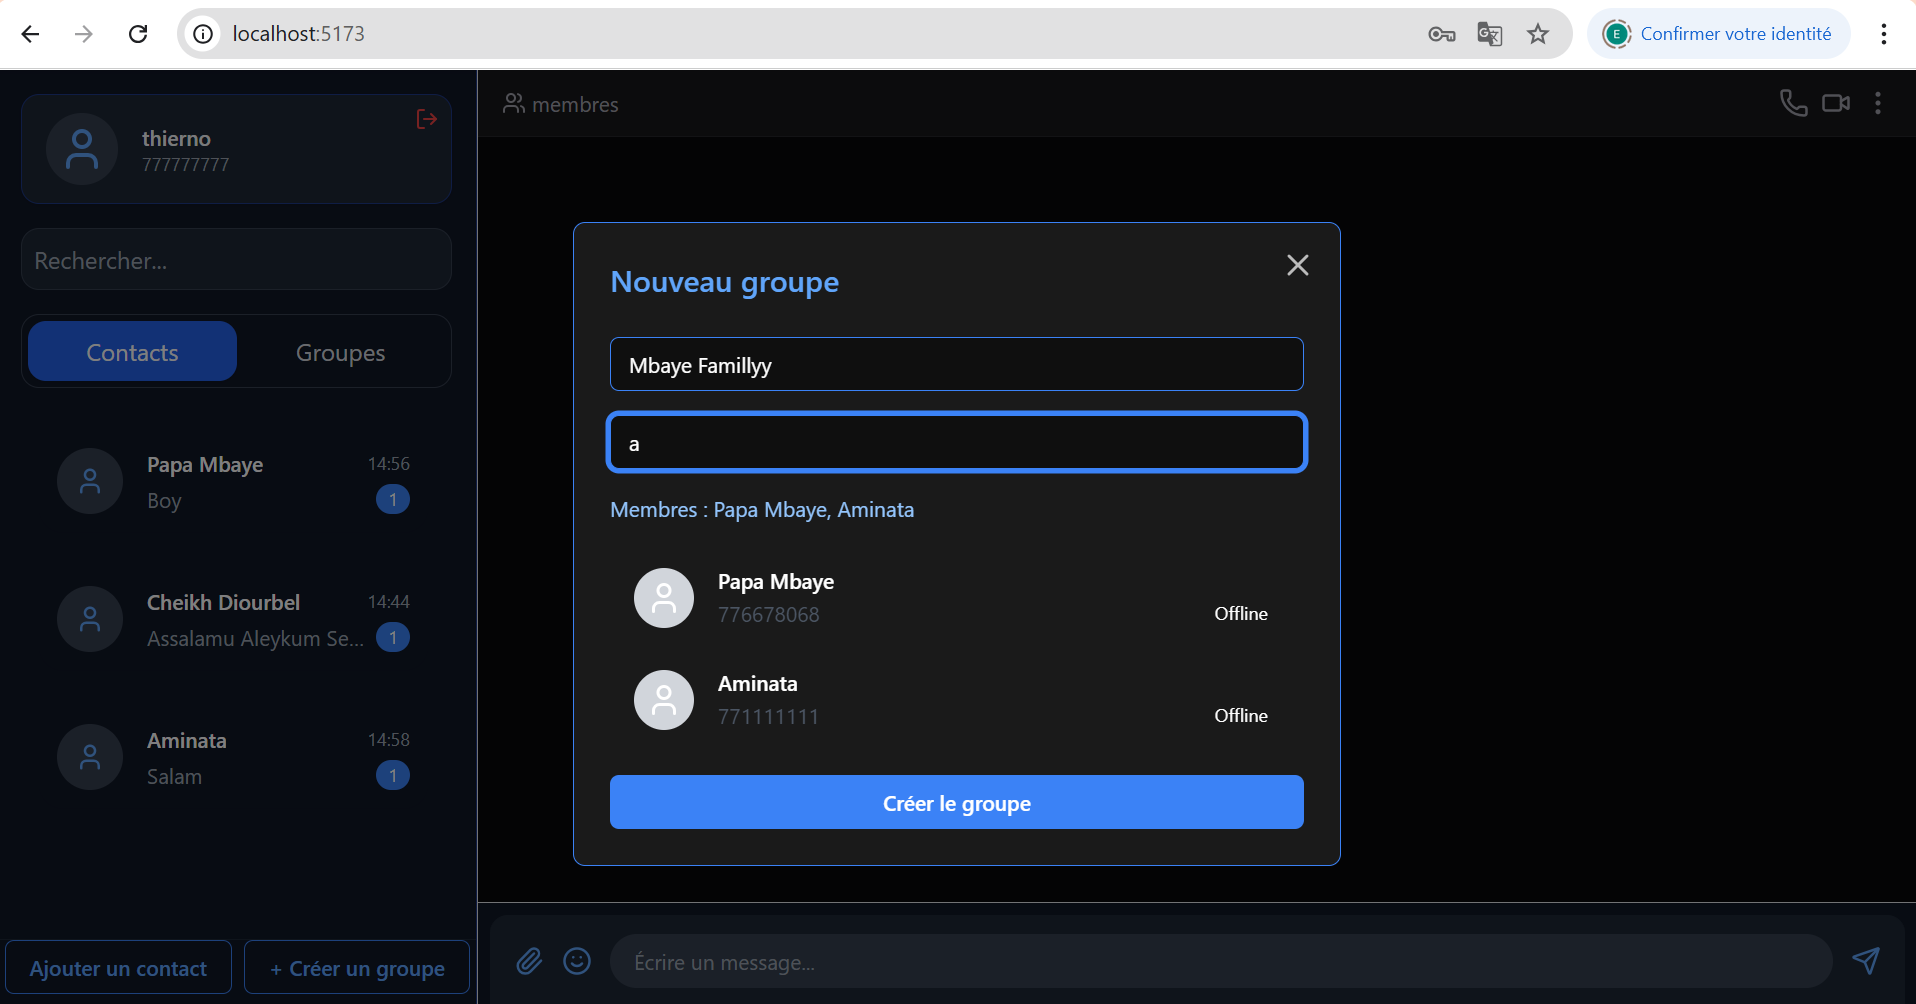 localhost:5173
E Confirmer votre identité
thierno
777777777
Rechercher...
Contacts Groupes
Papa Mbaye 14:56
Boy 1
Cheikh Diourbel 14:44
Assalamu Aleykum Se... 1
Aminata 14:58
Salam 1
Ajouter un contact + Créer un groupe
membres
Nouveau groupe
Mbaye Famillyy
a
Membres : Papa Mbaye, Aminata
Papa Mbaye
776678068 Offline
Aminata
771111111 Offline
Créer le groupe
Écrire un message...